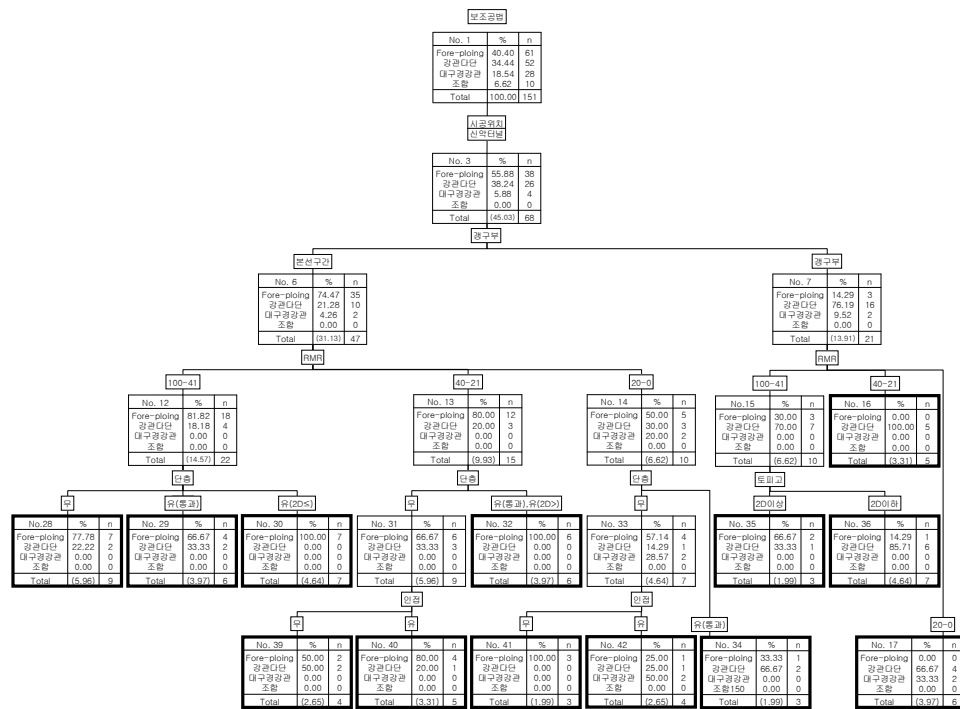 보조공법
No. 1 % n
Fore-ploing 40.40 61
강관다단 34.44 52
대구경강관 18.54 28
조합 6.62 10
Total 100.00 151
시공위치
신악터널
No. 3 % n
Fore-ploing 55.88 38
강관다단 38.24 26
대구경강관 5.88 4
조합 0.00 0
Total (45.03) 68
갱구부
본선구간 갱구부
No. 6 % n
Fore-ploing 74.47 35
강관다단 21.28 10
대구경강관 4.26 2
조합 0.00 0
Total (31.13) 47
No. 7 % n
Fore-ploing 14.29 3
강관다단 76.19 16
대구경강관 9.52 2
조합 0.00 0
Total (13.91) 21
RMR RMR
100-41 40-21 20-0 100-41 40-21
No. 12 % n
Fore-ploing 81.82 18
강관다단 18.18 4
대구경강관 0.00 0
조합 0.00 0
Total (14.57) 22
No. 13 % n
Fore-ploing 80.00 12
강관다단 20.00 3
대구경강관 0.00 0
조합 0.00 0
Total (9.93) 15
No. 14 % n
Fore-ploing 50.00 5
강관다단 30.00 3
대구경강관 20.00 2
조합 0.00 0
Total (6.62) 10
No.15 % n
Fore-ploing 30.00 3
강관다단 70.00 7
대구경강관 0.00 0
조합 0.00 0
Total (6.62) 10
No. 16 % n
Fore-ploing 0.00 0
강관다단 100.00 5
대구경강관 0.00 0
조합 0.00 0
Total (3.31) 5
단층 단층 단층 토피고
무 유(통과) 유(2D≤) 무 유(통과),유(2D>) 무 2D이상 2D이하
No.28 % n
Fore-ploing 77.78 7
강관다단 22.22 2
대구경강관 0.00 0
조합 0.00 0
Total (5.96) 9
No. 29 % n
Fore-ploing 66.67 4
강관다단 33.33 2
대구경강관 0.00 0
조합 0.00 0
Total (3.97) 6
No. 30 % n
Fore-ploing 100.00 7
강관다단 0.00 0
대구경강관 0.00 0
조합 0.00 0
Total (4.64) 7
No. 31 % n
Fore-ploing 66.67 6
강관다단 33.33 3
대구경강관 0.00 0
조합 0.00 0
Total (5.96) 9
No. 32 % n
Fore-ploing 100.00 6
강관다단 0.00 0
대구경강관 0.00 0
조합 0.00 0
Total (3.97) 6
No. 33 % n
Fore-ploing 57.14 4
강관다단 14.29 1
대구경강관 28.57 2
조합 0.00 0
Total (4.64) 7
No. 35 % n
Fore-ploing 66.67 2
강관다단 33.33 1
대구경강관 0.00 0
조합 0.00 0
Total (1.99) 3
No. 36 % n
Fore-ploing 14.29 1
강관다단 85.71 6
대구경강관 0.00 0
조합 0.00 0
Total (4.64) 7
인접 인접
무 유 무 유 유(통과) 20-0
No. 39 % n
Fore-ploing 50.00 2
강관다단 50.00 2
대구경강관 0.00 0
조합 0.00 0
Total (2.65) 4
No. 40 % n
Fore-ploing 80.00 4
강관다단 20.00 1
대구경강관 0.00 0
조합 0.00 0
Total (3.31) 5
No. 41 % n
Fore-ploing 100.00 3
강관다단 0.00 0
대구경강관 0.00 0
조합 0.00 0
Total (1.99) 3
No. 42 % n
Fore-ploing 25.00 1
강관다단 25.00 1
대구경강관 50.00 2
조합 0.00 0
Total (2.65) 4
No. 34 % n
Fore-ploing 33.33 1
강관다단 66.67 2
대구경강관 0.00 0
조합150 0.00 0
Total (1.99) 3
No. 17 % n
Fore-ploing 0.00 0
강관다단 66.67 4
대구경강관 33.33 2
조합 0.00 0
Total (3.97) 6